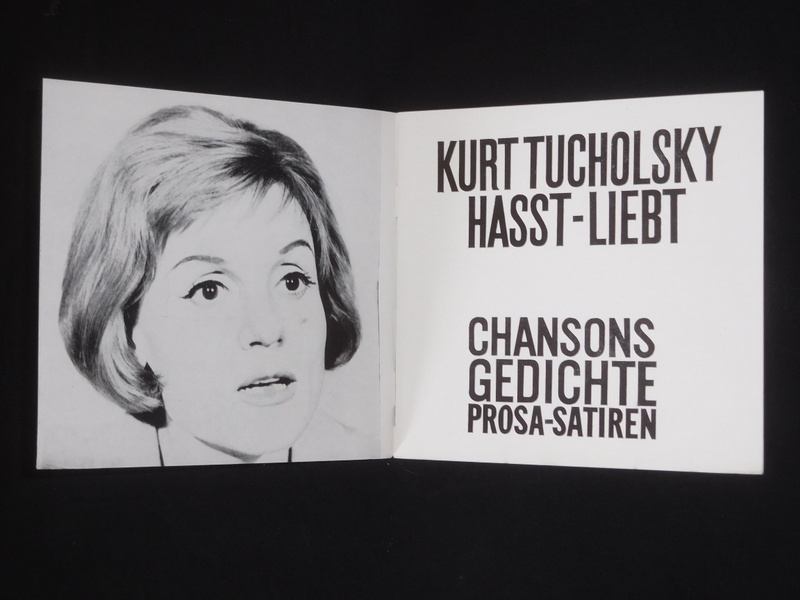 KURT TUCHOLSKY
HASST-LIEBT
CHANSONS
GEDICHTE
PROSA-SATIREN